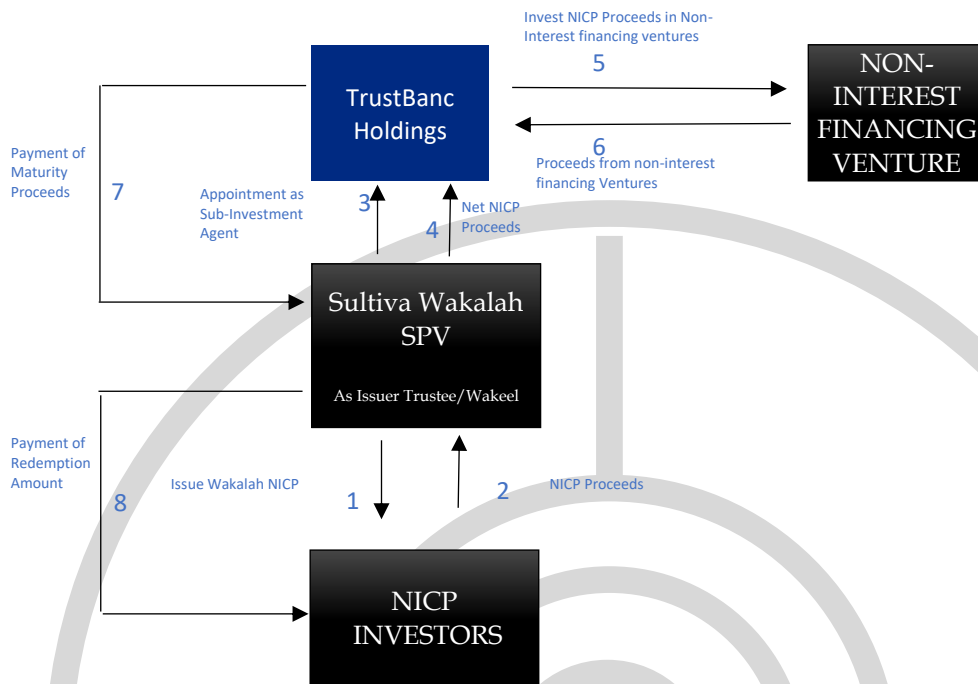 Invest NICP Proceeds in Non-
Interest financing ventures
5
TrustBanc
Holdings
NON-
INTEREST
FINANCING
VENTURE
6
Proceeds from non-interest
financing Ventures
Payment of
Maturity
Proceeds
7
Appointment as
Sub-Investment
Agent
3
4
Net NICP
Proceeds
Sultiva Wakalah
SPV
As Issuer Trustee/Wakeel
Payment of
Redemption
Amount
8
Issue Wakalah NICP
1
2
NICP Proceeds
NICP
INVESTORS